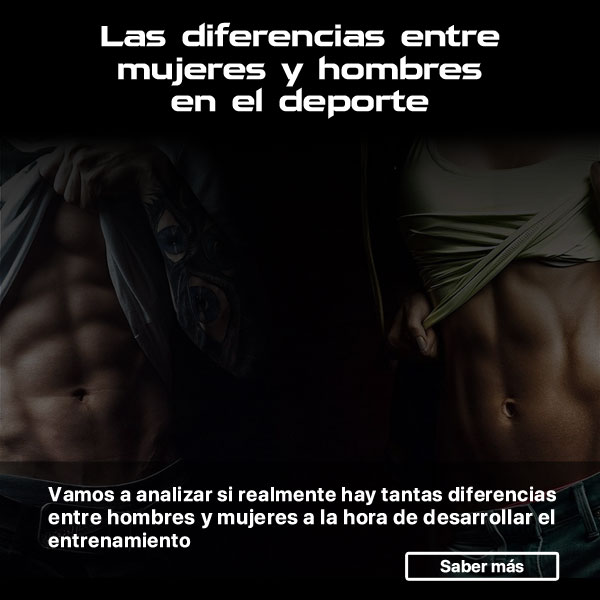 Las diferencias entre
mujeres y hombres
en el deporte
Vamos a analizar si realmente hay tantas diferencias
entre hombres y mujeres a la hora de desarrollar el
entrenamiento
Saber más